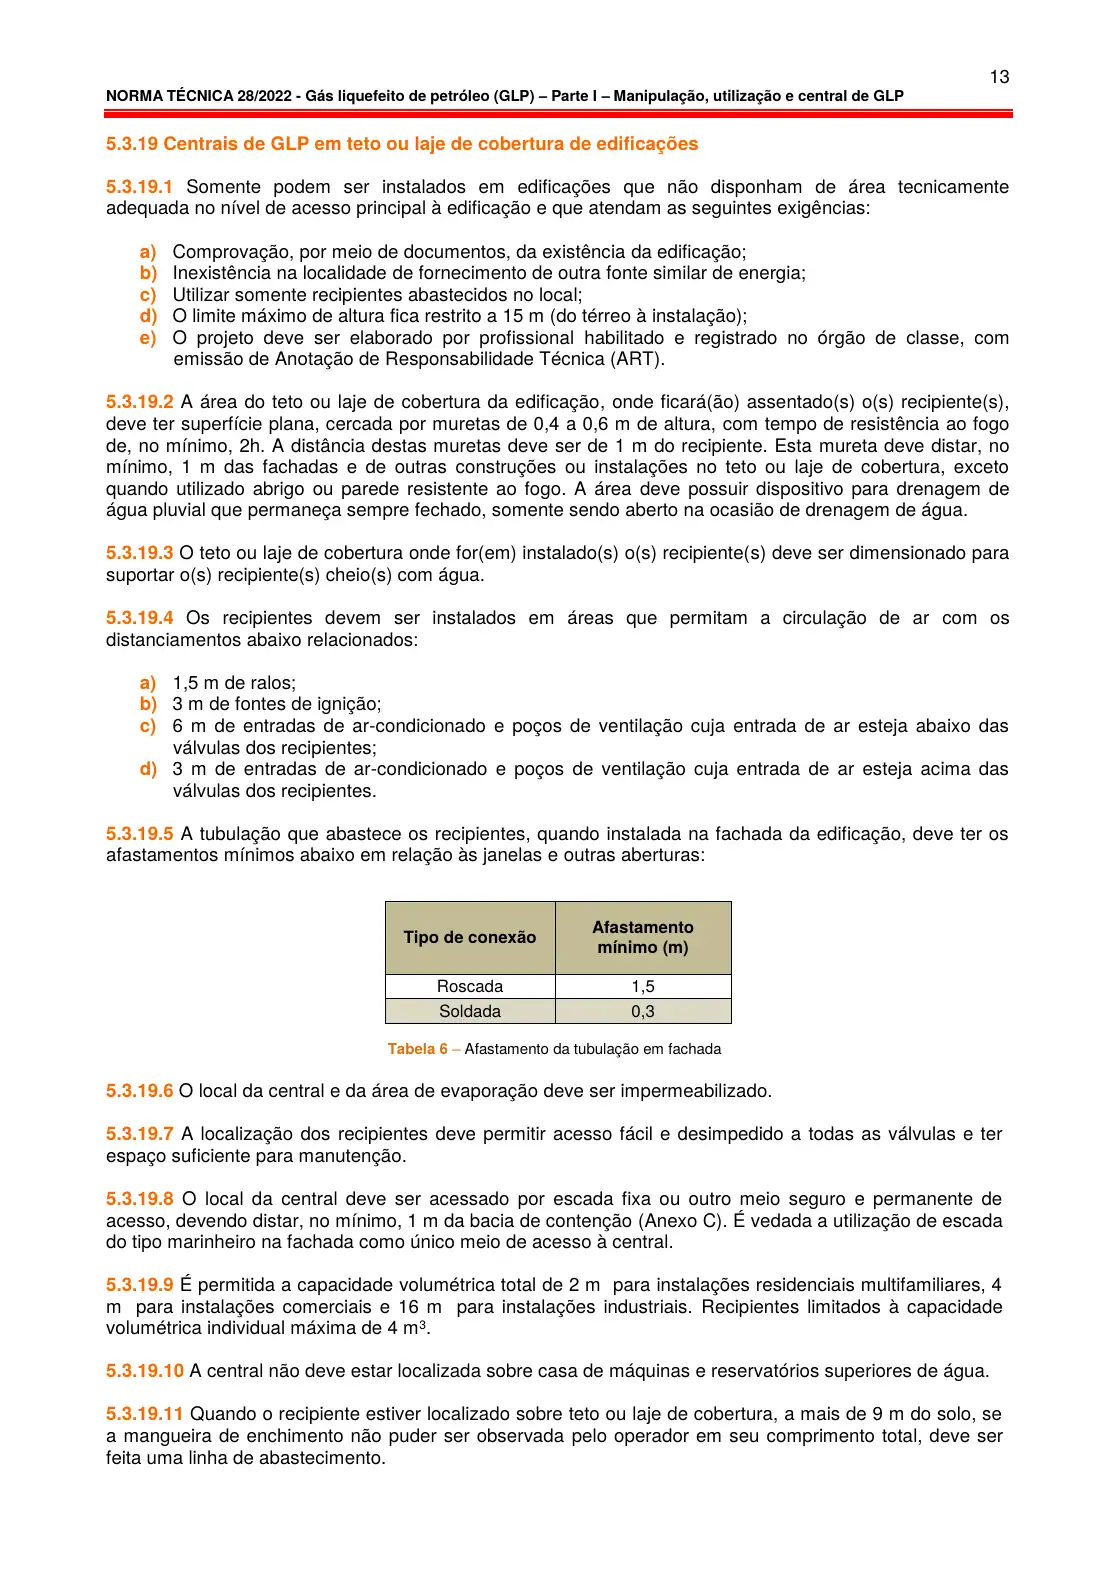 13
NORMA TÉCNICA 28/2022 - Gás liquefeito de petróleo (GLP) – Parte I – Manipulação, utilização e central de GLP
5.3.19 Centrais de GLP em teto ou laje de cobertura de edificações
5.3.19.1 Somente podem ser instalados em edificações que não disponham de área tecnicamente
adequada no nível de acesso principal à edificação e que atendam as seguintes exigências:
a) Comprovação, por meio de documentos, da existência da edificação;
b) Inexistência na localidade de fornecimento de outra fonte similar de energia;
c) Utilizar somente recipientes abastecidos no local;
d) O limite máximo de altura fica restrito a 15 m (do térreo à instalação);
e) O projeto deve ser elaborado por profissional habilitado e registrado no órgão de classe, com
emissão de Anotação de Responsabilidade Técnica (ART).
5.3.19.2 A área do teto ou laje de cobertura da edificação, onde ficará(ão) assentado(s) o(s) recipiente(s),
deve ter superfície plana, cercada por muretas de 0,4 a 0,6 m de altura, com tempo de resistência ao fogo
de, no mínimo, 2h. A distância destas muretas deve ser de 1 m do recipiente. Esta mureta deve distar, no
mínimo, 1 m das fachadas e de outras construções ou instalações no teto ou laje de cobertura, exceto
quando utilizado abrigo ou parede resistente ao fogo. A área deve possuir dispositivo para drenagem de
água pluvial que permaneça sempre fechado, somente sendo aberto na ocasião de drenagem de água.
5.3.19.3 O teto ou laje de cobertura onde for(em) instalado(s) o(s) recipiente(s) deve ser dimensionado para
suportar o(s) recipiente(s) cheio(s) com água.
5.3.19.4 Os recipientes devem ser instalados em áreas que permitam a circulação de ar com os
distanciamentos abaixo relacionados:
a) 1,5 m de ralos;
b) 3 m de fontes de ignição;
c) 6 m de entradas de ar-condicionado e poços de ventilação cuja entrada de ar esteja abaixo das
válvulas dos recipientes;
d) 3 m de entradas de ar-condicionado e poços de ventilação cuja entrada de ar esteja acima das
válvulas dos recipientes.
5.3.19.5 A tubulação que abastece os recipientes, quando instalada na fachada da edificação, deve ter os
afastamentos mínimos abaixo em relação às janelas e outras aberturas:
Tipo de conexão Afastamento
mínimo (m)
Roscada 1,5
Soldada 0,3
Tabela 6 – Afastamento da tubulação em fachada
5.3.19.6 O local da central e da área de evaporação deve ser impermeabilizado.
5.3.19.7 A localização dos recipientes deve permitir acesso fácil e desimpedido a todas as válvulas e ter
espaço suficiente para manutenção.
5.3.19.8 O local da central deve ser acessado por escada fixa ou outro meio seguro e permanente de
acesso, devendo distar, no mínimo, 1 m da bacia de contenção (Anexo C). É vedada a utilização de escada
do tipo marinheiro na fachada como único meio de acesso à central.
5.3.19.9 É permitida a capacidade volumétrica total de 2 m para instalações residenciais multifamiliares, 4
m para instalações comerciais e 16 m para instalações industriais. Recipientes limitados à capacidade
volumétrica individual máxima de 4 m³.
5.3.19.10 A central não deve estar localizada sobre casa de máquinas e reservatórios superiores de água.
5.3.19.11 Quando o recipiente estiver localizado sobre teto ou laje de cobertura, a mais de 9 m do solo, se
a mangueira de enchimento não puder ser observada pelo operador em seu comprimento total, deve ser
feita uma linha de abastecimento.